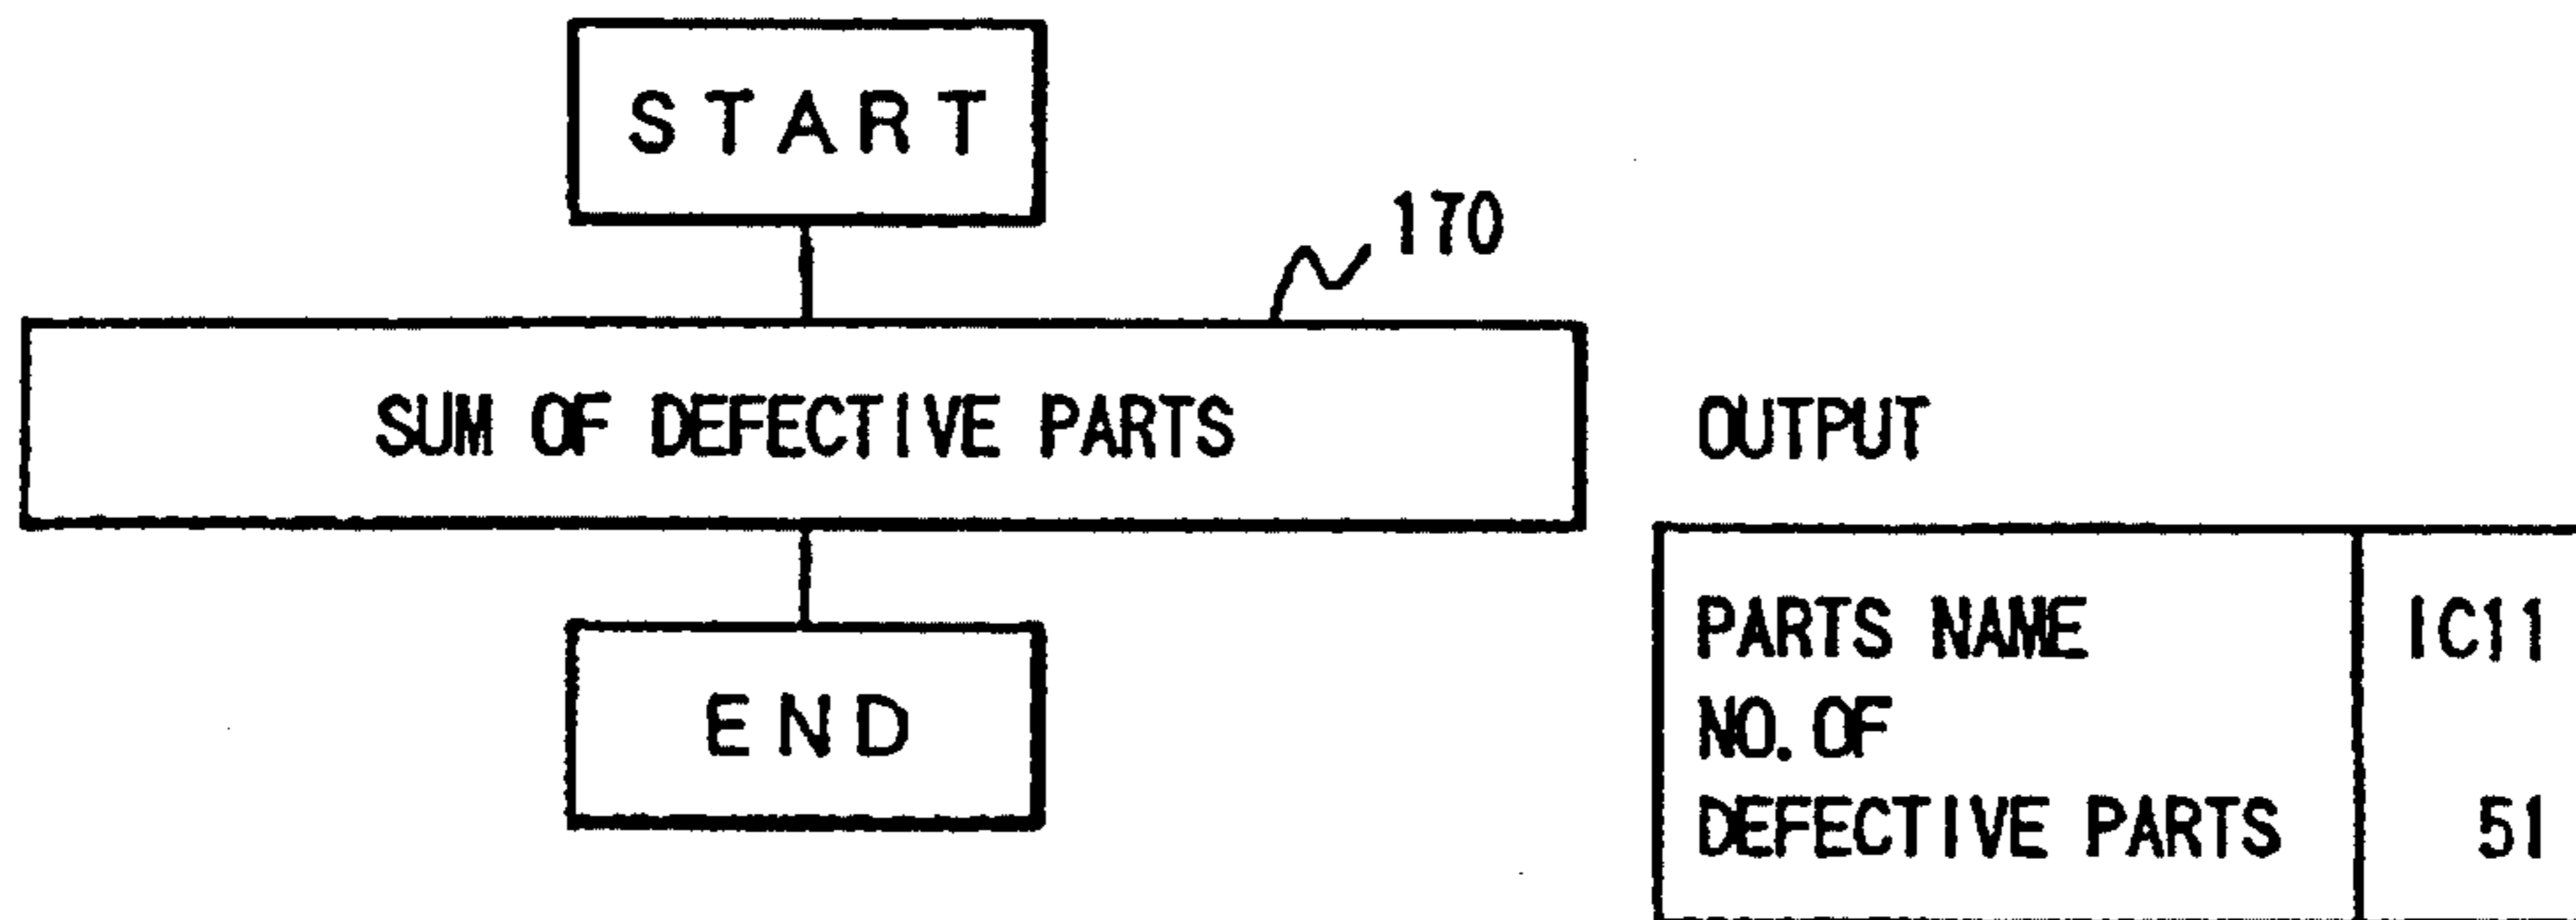 START
170
SUM OF DEFECTIVE PARTS
END
OUTPUT
PARTS NAME IC11
NO. OF
DEFECTIVE PARTS 51